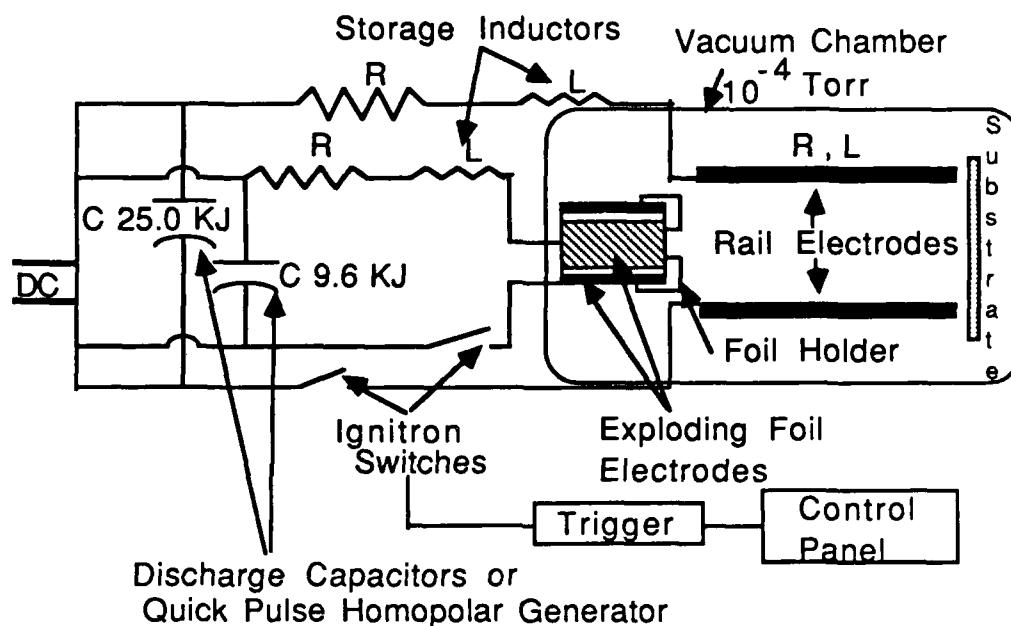 Storage Inductors
Vacuum Chamber
10⁻⁴ Torr
R
L
R
L
R , L
Substrate
C 25.0 KJ
C 9.6 KJ
DC
Rail Electrodes
Foil Holder
Ignitron
Switches
Exploding Foil
Electrodes
Trigger
Control
Panel
Discharge Capacitors or
Quick Pulse Homopolar Generator